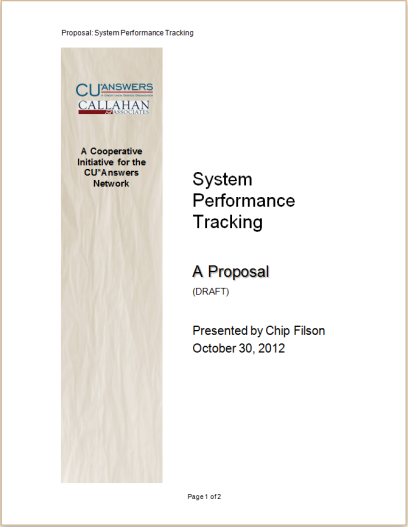 Proposal: System Performance Tracking
CU*ANSWERS
CALLAHAN
& ASSOCIATES
A Cooperative
Initiative for the
CU*Answers
Network
System
Performance
Tracking
A Proposal
(DRAFT)
Presented by Chip Filson
October 30, 2012
Page 1 of 2